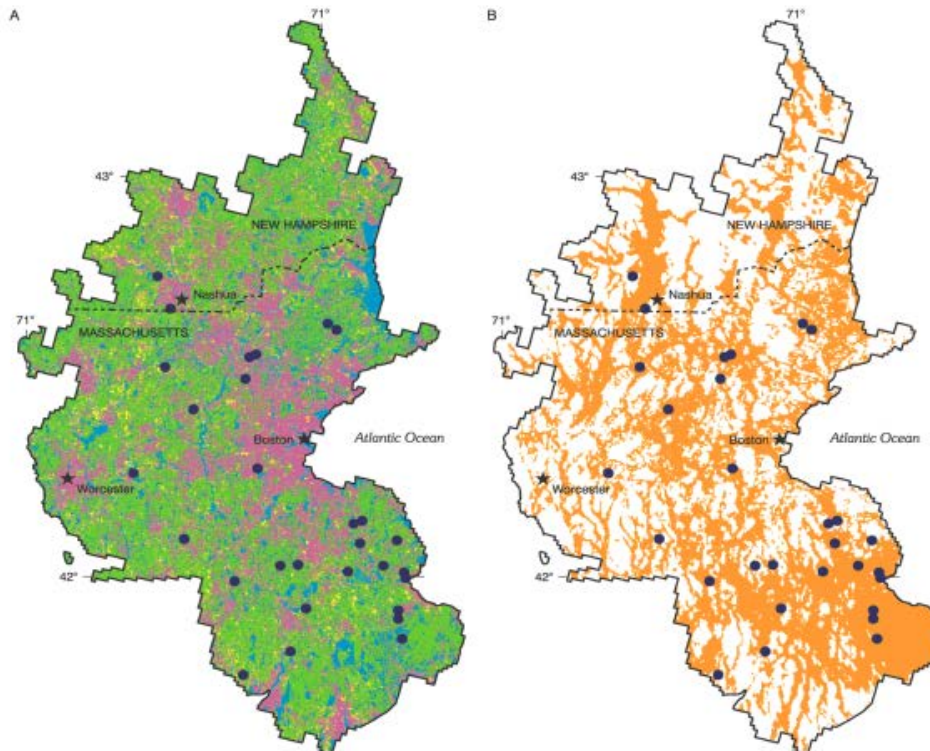 A
71°
43°
NEW HAMPSHIRE
Nashua
71°
MASSACHUSETTS
Boston
Atlantic Ocean
Worcester
42°
B
71°
43°
NEW HAMPSHIRE
Nashua
71°
MASSACHUSETTS
Boston
Atlantic Ocean
Worcester
42°